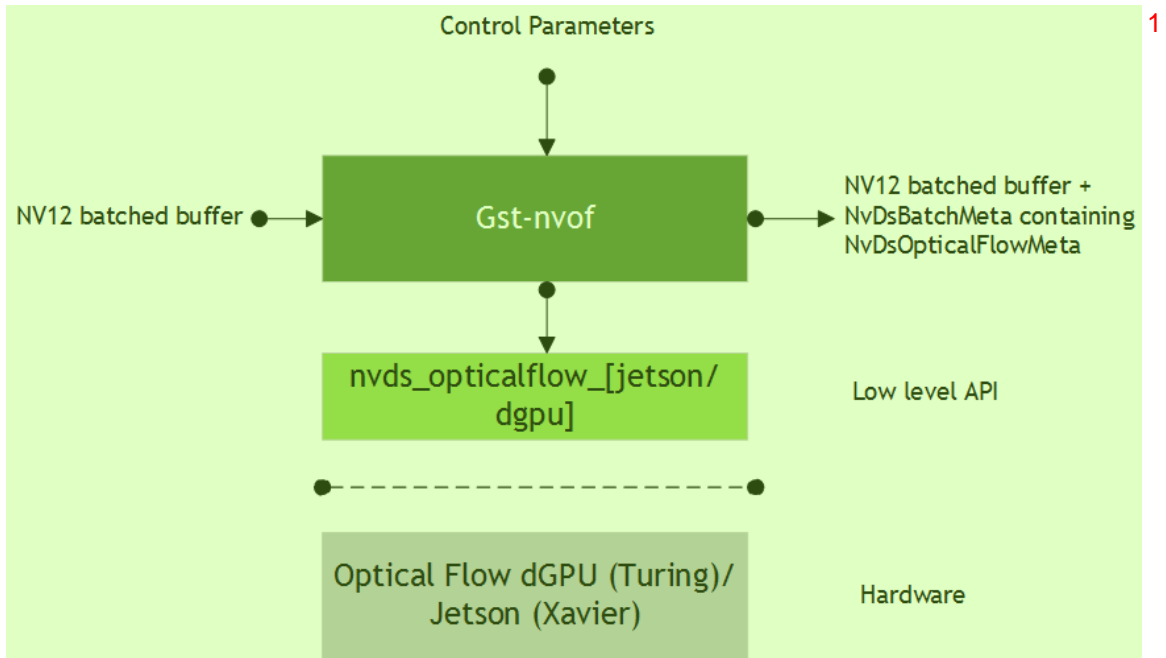 Control Parameters
1
NV12 batched buffer
Gst-nvof
NV12 batched buffer +
NvDsBatchMeta containing
NvDsOpticalFlowMeta
nvds_opticalflow_[jetson/
dgpu]
Low level API
Optical Flow dGPU (Turing)/
Jetson (Xavier)
Hardware